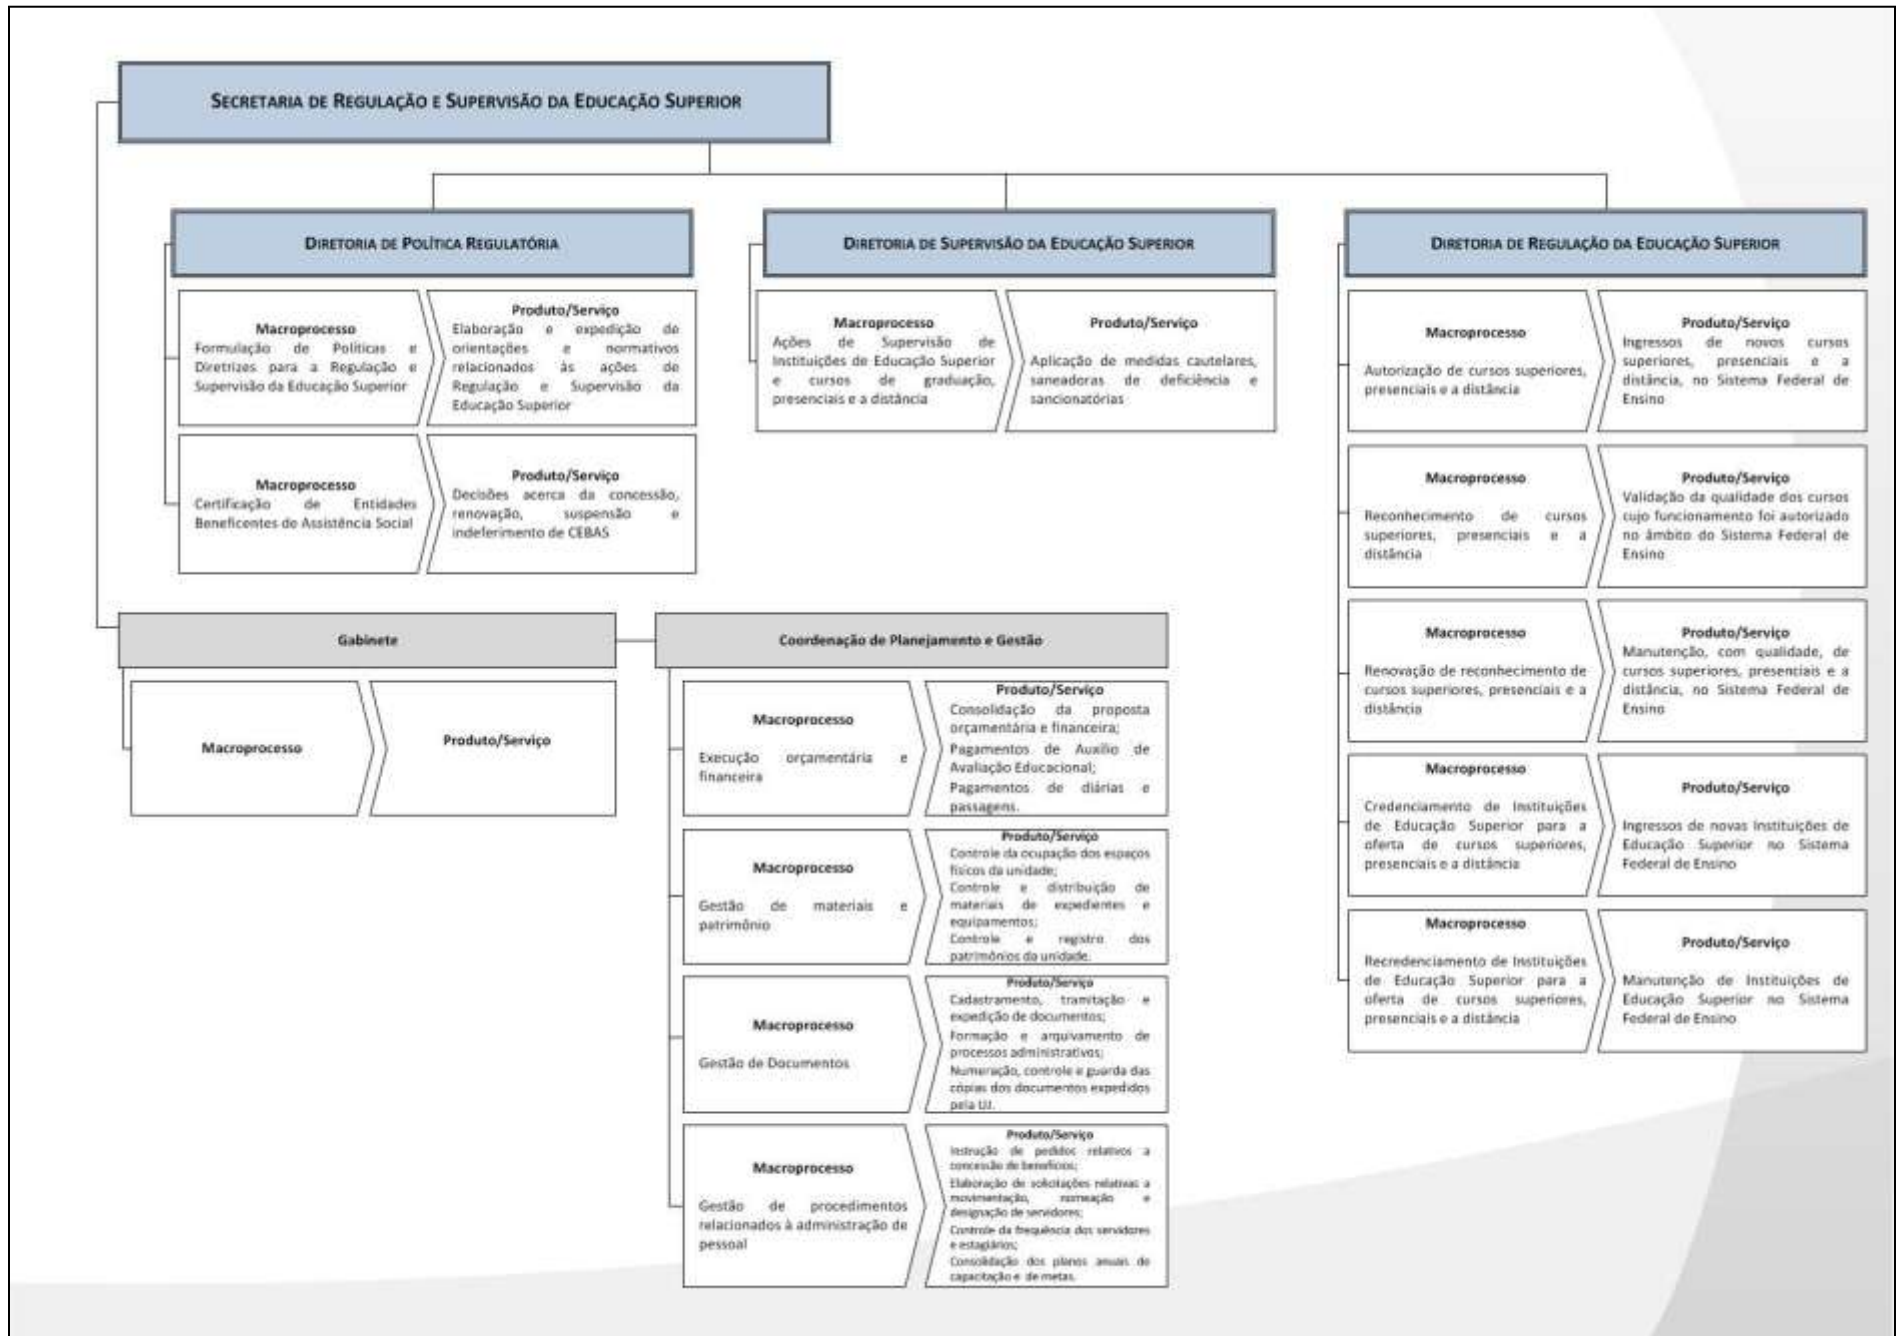 SECRETARIA DE REGULAÇÃO E SUPERVISÃO DA EDUCAÇÃO SUPERIOR
DIRETORIA DE POLÍTICA REGULATÓRIA
Macroprocesso
Formulação de Políticas e
Diretrizes para a Regulação e
Supervisão da Educação Superior
Produto/Serviço
Elaboração e expedição de
orientações e normativos
relacionados às ações de
Regulação e Supervisão da
Educação Superior
Macroprocesso
Certificação de Entidades
Beneficentes de Assistência Social
Produto/Serviço
Decisões acerca da concessão,
renovação, suspensão e
indeferimento de CEBAS
DIRETORIA DE SUPERVISÃO DA EDUCAÇÃO SUPERIOR
Macroprocesso
Ações de Supervisão de
Instituições de Educação Superior
e cursos de graduação,
presenciais e a distância
Produto/Serviço
Aplicação de medidas cautelares,
saneadoras de deficiência e
sancionatórias
DIRETORIA DE REGULAÇÃO DA EDUCAÇÃO SUPERIOR
Macroprocesso
Autorização de cursos superiores,
presenciais e a distância
Produto/Serviço
Ingressos de novos cursos
superiores, presenciais e a
distância, no Sistema Federal de
Ensino
Macroprocesso
Reconhecimento de cursos
superiores, presenciais e a
distância
Produto/Serviço
Validação da qualidade dos cursos
cujo funcionamento foi autorizado
no âmbito do Sistema Federal de
Ensino
Macroprocesso
Renovação de reconhecimento de
cursos superiores, presenciais e a
distância
Produto/Serviço
Manutenção, com qualidade, de
cursos superiores, presenciais e a
distância, no Sistema Federal de
Ensino
Macroprocesso
Credenciamento de Instituições
de Educação Superior para a
oferta de cursos superiores,
presenciais e a distância
Produto/Serviço
Ingressos de novas Instituições de
Educação Superior no Sistema
Federal de Ensino
Macroprocesso
Recredenciamento de Instituições
de Educação Superior para a
oferta de cursos superiores,
presenciais e a distância
Produto/Serviço
Manutenção de Instituições de
Educação Superior no Sistema
Federal de Ensino
Gabinete
Macroprocesso
Produto/Serviço
Coordenação de Planejamento e Gestão
Macroprocesso
Execução orçamentária e
financeira
Produto/Serviço
Consolidação da proposta
orçamentária e financeira;
Pagamentos de Auxílio de
Avaliação Educacional;
Pagamentos de diárias e
passagens.
Macroprocesso
Gestão de materiais e
patrimônio
Produto/Serviço
Controle da ocupação dos espaços
físicos da unidade;
Controle e distribuição de
materiais de expedientes e
equipamentos;
Controle e registro dos
patrimônios da unidade.
Macroprocesso
Gestão de Documentos
Produto/Serviço
Cadastramento, tramitação e
expedição de documentos;
Formação e arquivamento de
processos administrativos;
Numeração, controle e guarda das
cópias dos documentos expedidos
pela UJ.
Macroprocesso
Gestão de procedimentos
relacionados à administração de
pessoal
Produto/Serviço
Instrução de pedidos relativos a
concessão de benefícios;
Elaboração de solicitações relativas a
movimentação, nomeação e
designação de servidores;
Controle da frequência dos servidores
e estagiários;
Consolidação dos planos anuais de
capacitação e de metas.